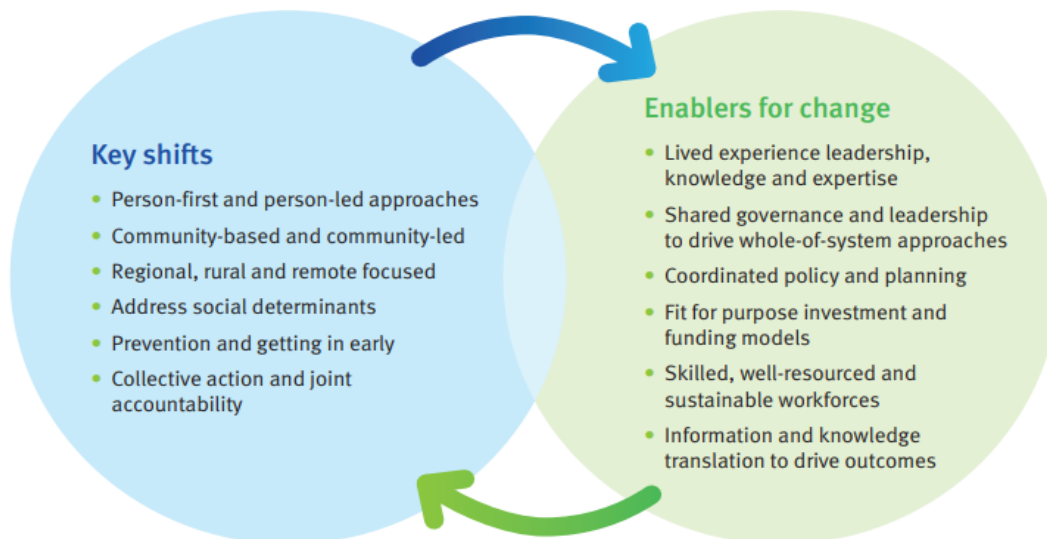 Key shifts
• Person-first and person-led approaches
• Community-based and community-led
• Regional, rural and remote focused
• Address social determinants
• Prevention and getting in early
• Collective action and joint
accountability
Enablers for change
• Lived experience leadership,
knowledge and expertise
• Shared governance and leadership
to drive whole-of-system approaches
• Coordinated policy and planning
• Fit for purpose investment and
funding models
• Skilled, well-resourced and
sustainable workforces
• Information and knowledge
translation to drive outcomes